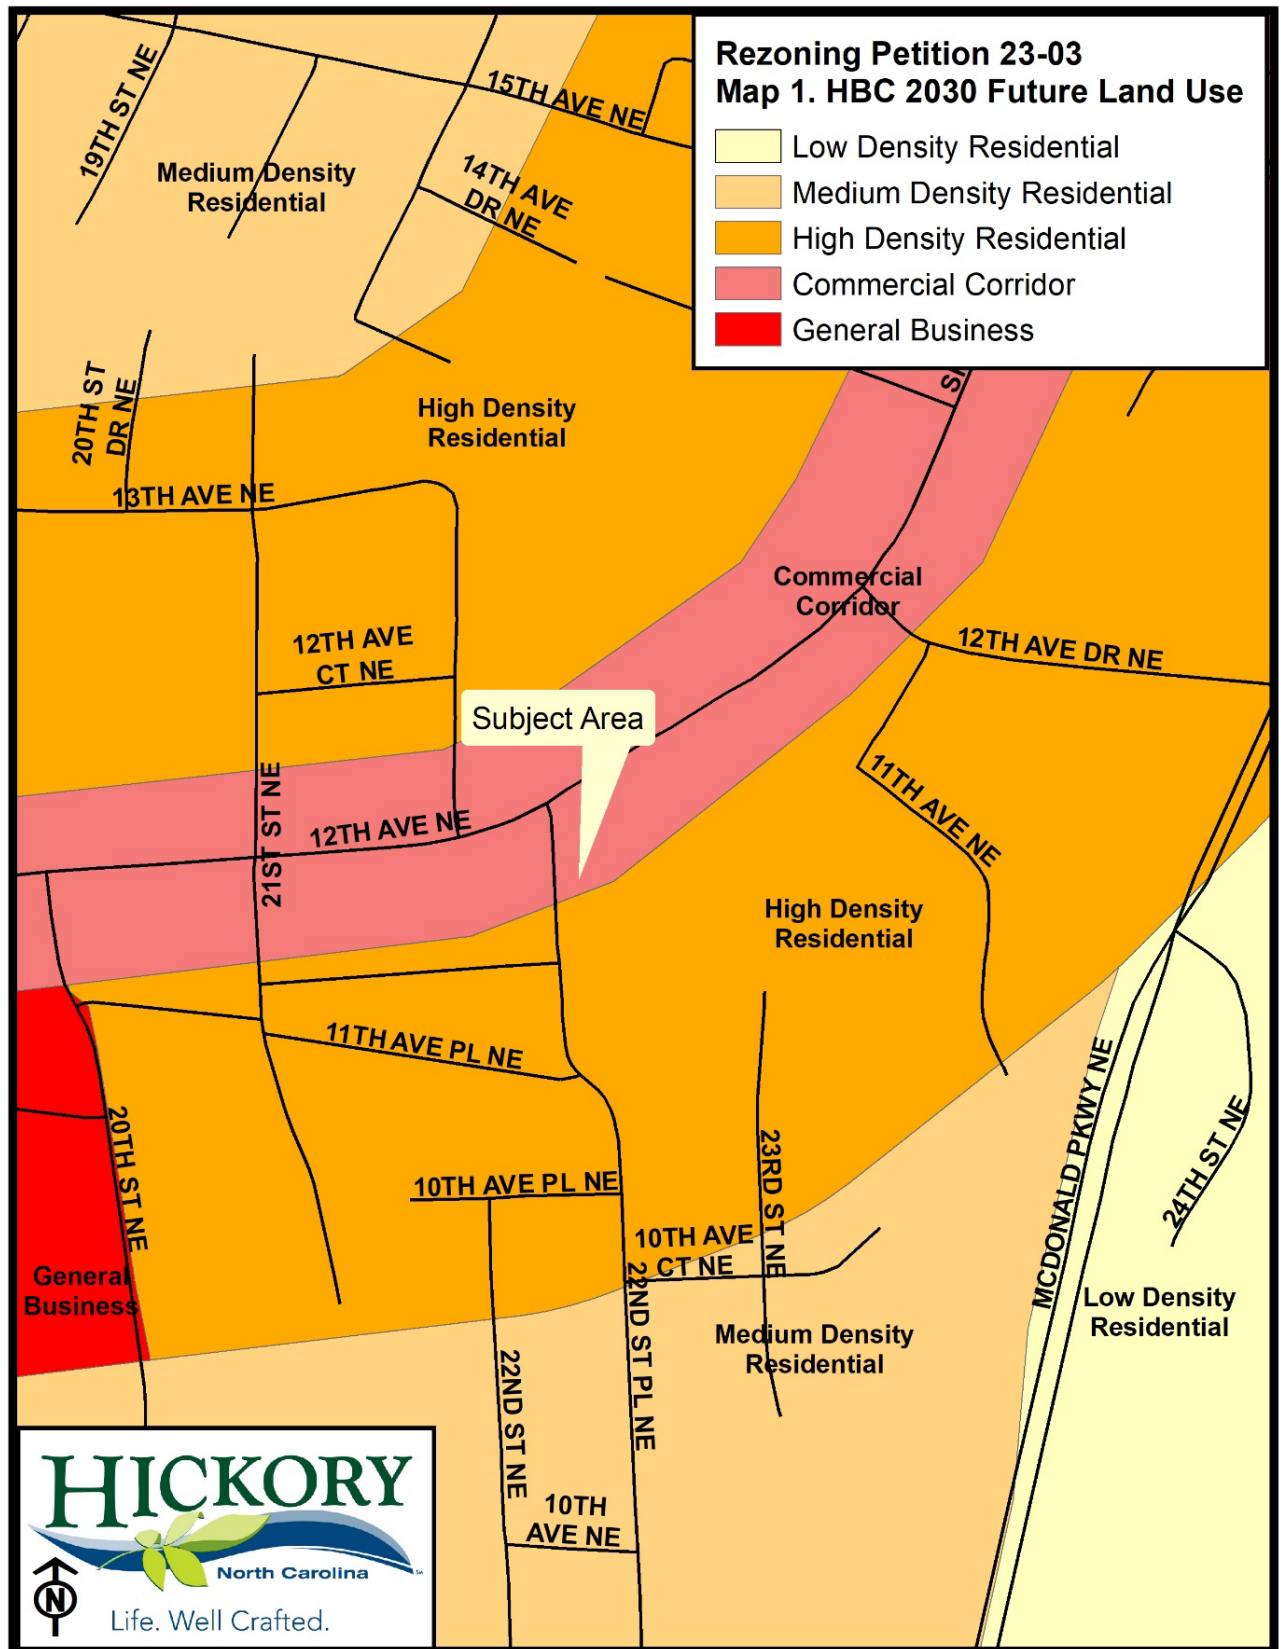 Rezoning Petition 23-03
Map 1. HBC 2030 Future Land Use
Low Density Residential
Medium Density Residential
High Density Residential
Commercial Corridor
General Business
19TH ST NE
15TH AVE NE
Medium Density
Residential
14TH AVE
DR NE
20TH ST
DR NE
High Density
Residential
13TH AVE NE
Commercial
Corridor
12TH AVE
CT NE
12TH AVE DR NE
Subject Area
21ST ST NE
12TH AVE NE
11TH AVE NE
High Density
Residential
11TH AVE PL NE
MCDONALD PKWY NE
24TH ST NE
20TH ST NE
23RD ST NE
10TH AVE PL NE
10TH AVE
CT NE
General
Business
22ND ST PL NE
Low Density
Residential
Medium Density
Residential
22ND ST NE
10TH
AVE NE
HICKORY
North Carolina
SM
N
Life. Well Crafted.